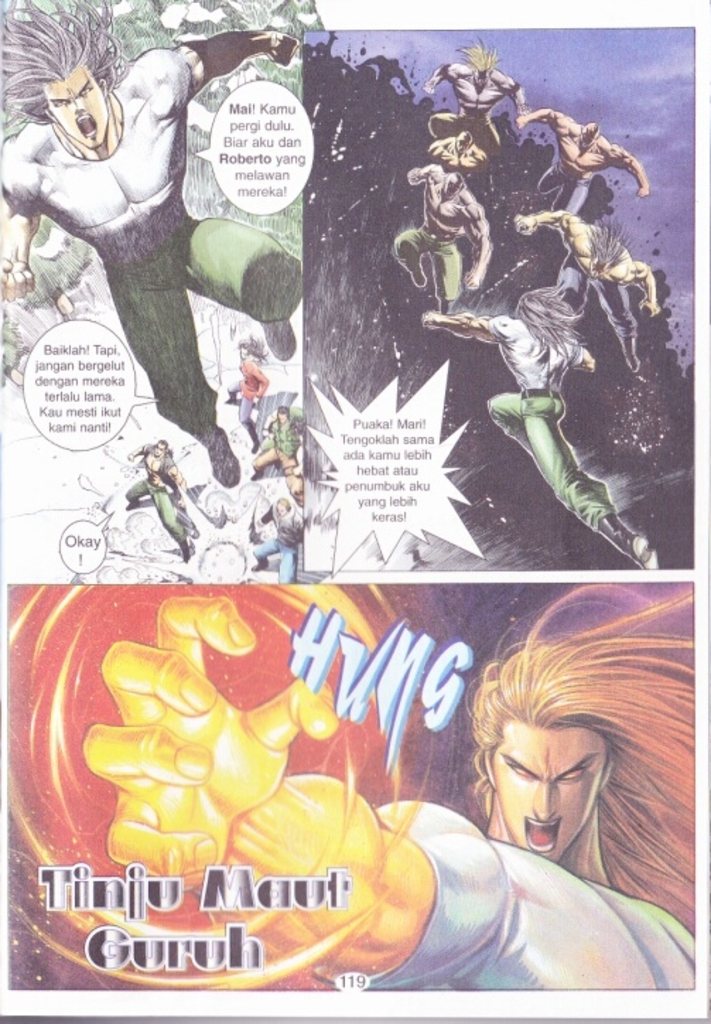 Mai! Kamu
pergi dulu.
Biar aku dan
Roberto yang
melawan
mereka!
Baiklah! Tapi,
jangan bergelut
dengan mereka
terlalu lama.
Kau mesti ikut
kami nanti!
Okay
!
Puaka! Mari!
Tengoklah sama
ada kamu lebih
hebat atau
penumbuk aku
yang lebih
keras!
HUNG
Tinju Maut
Guruh
119